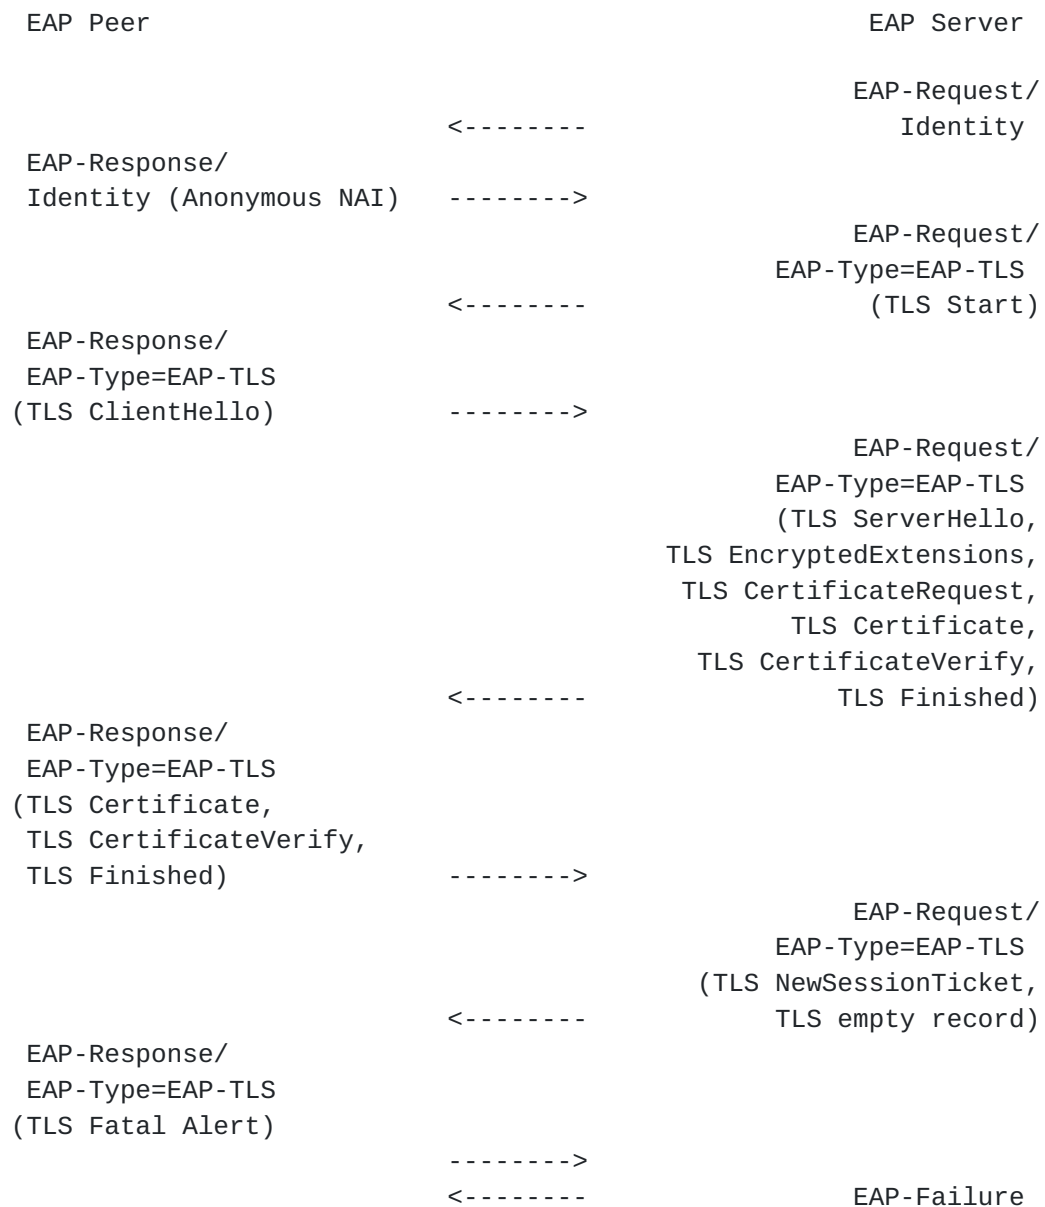 EAP Peer                                              EAP Server

                                                     EAP-Request/
                            <--------                    Identity
 EAP-Response/
 Identity (Anonymous NAI)   -------->
                                                     EAP-Request/
                                                EAP-Type=EAP-TLS
                            <--------                 (TLS Start)
 EAP-Response/
 EAP-Type=EAP-TLS
(TLS ClientHello)           -------->
                                                     EAP-Request/
                                                EAP-Type=EAP-TLS
                                                (TLS ServerHello,
                                         TLS EncryptedExtensions,
                                          TLS CertificateRequest,
                                                 TLS Certificate,
                                           TLS CertificateVerify,
                            <--------               TLS Finished)
 EAP-Response/
 EAP-Type=EAP-TLS
(TLS Certificate,
 TLS CertificateVerify,
 TLS Finished)              -------->
                                                     EAP-Request/
                                                EAP-Type=EAP-TLS
                                           (TLS NewSessionTicket,
                            <--------           TLS empty record)
 EAP-Response/
 EAP-Type=EAP-TLS
(TLS Fatal Alert)
                            -------->
                            <--------                EAP-Failure